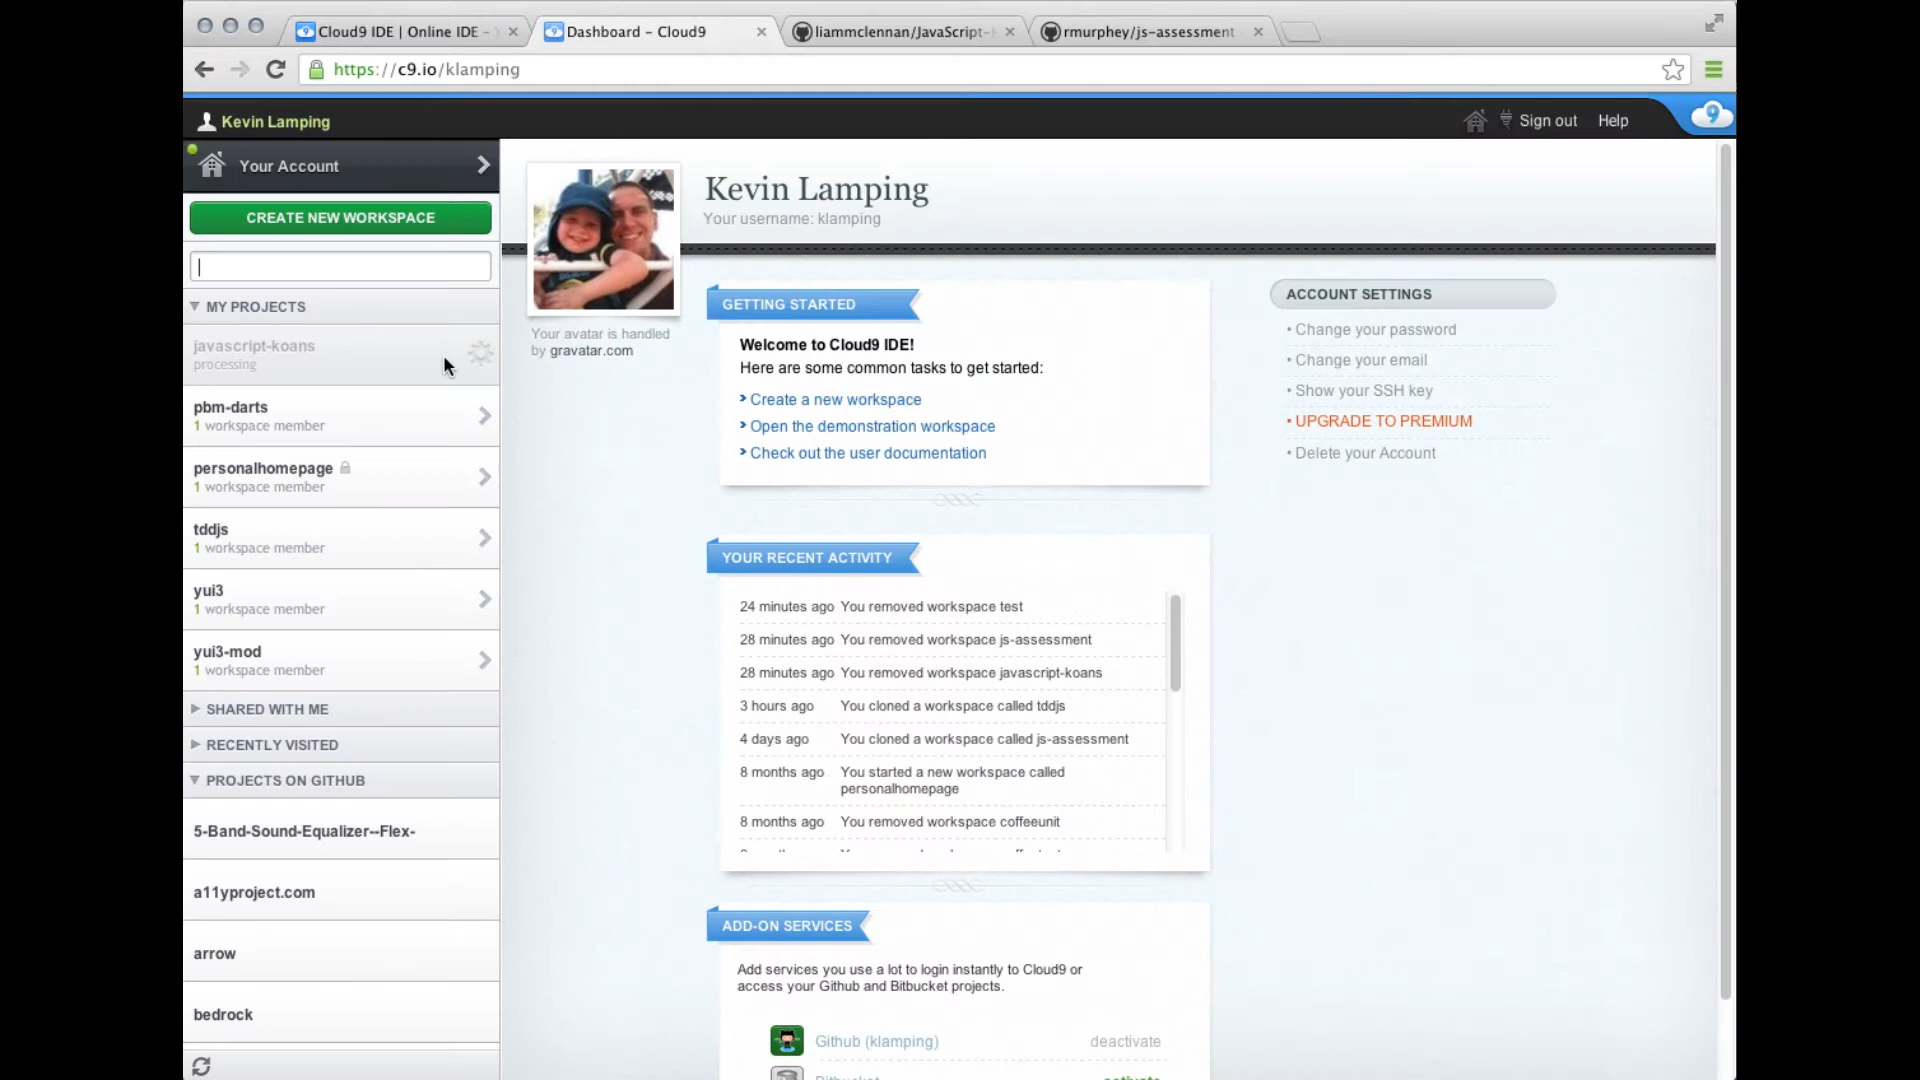 Cloud9 IDE | Online IDE -
Dashboard – Cloud9
liammclennan/JavaScript-
rmurphey/js-assessment
https://c9.io/klamping
Kevin Lamping
Sign out
Help
9
Your Account
CREATE NEW WORKSPACE
MY PROJECTS
javascript-koans
processing
pbm-darts
1 workspace member
personalhomepage
1 workspace member
tddjs
1 workspace member
yui3
1 workspace member
yui3-mod
1 workspace member
SHARED WITH ME
RECENTLY VISITED
PROJECTS ON GITHUB
5-Band-Sound-Equalizer--Flex-
a11yproject.com
arrow
bedrock
Kevin Lamping
Your username: klamping
Your avatar is handled
by gravatar.com
GETTING STARTED
Welcome to Cloud9 IDE!
Here are some common tasks to get started:
Create a new workspace
Open the demonstration workspace
Check out the user documentation
YOUR RECENT ACTIVITY
24 minutes ago You removed workspace test
28 minutes ago You removed workspace js-assessment
28 minutes ago You removed workspace javascript-koans
3 hours ago You cloned a workspace called tddjs
4 days ago You cloned a workspace called js-assessment
8 months ago You started a new workspace called
personalhomepage
8 months ago You removed workspace coffeeunit
ADD-ON SERVICES
Add services you use a lot to login instantly to Cloud9 or
access your Github and Bitbucket projects.
Github (klamping) deactivate
Bitbucket activate
ACCOUNT SETTINGS
• Change your password
• Change your email
• Show your SSH key
• UPGRADE TO PREMIUM
• Delete your Account